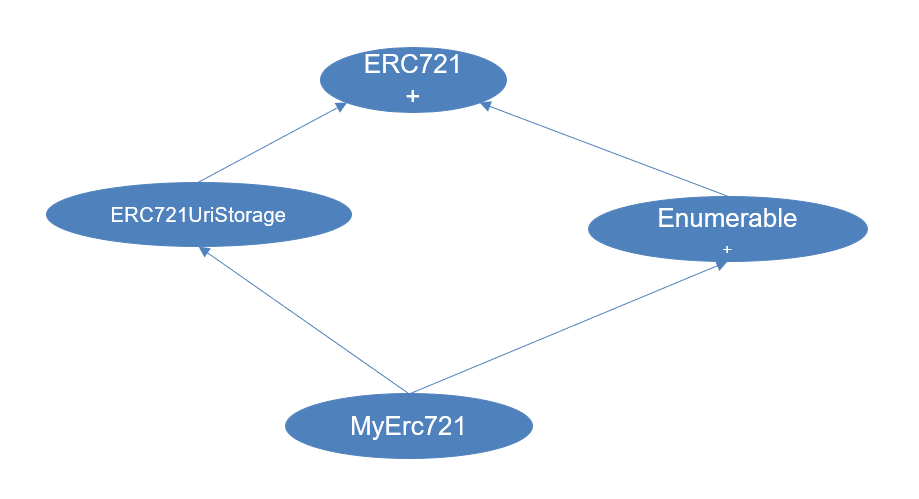 ERC721
+
ERC721UriStorage
Enumerable
+
MyErc721